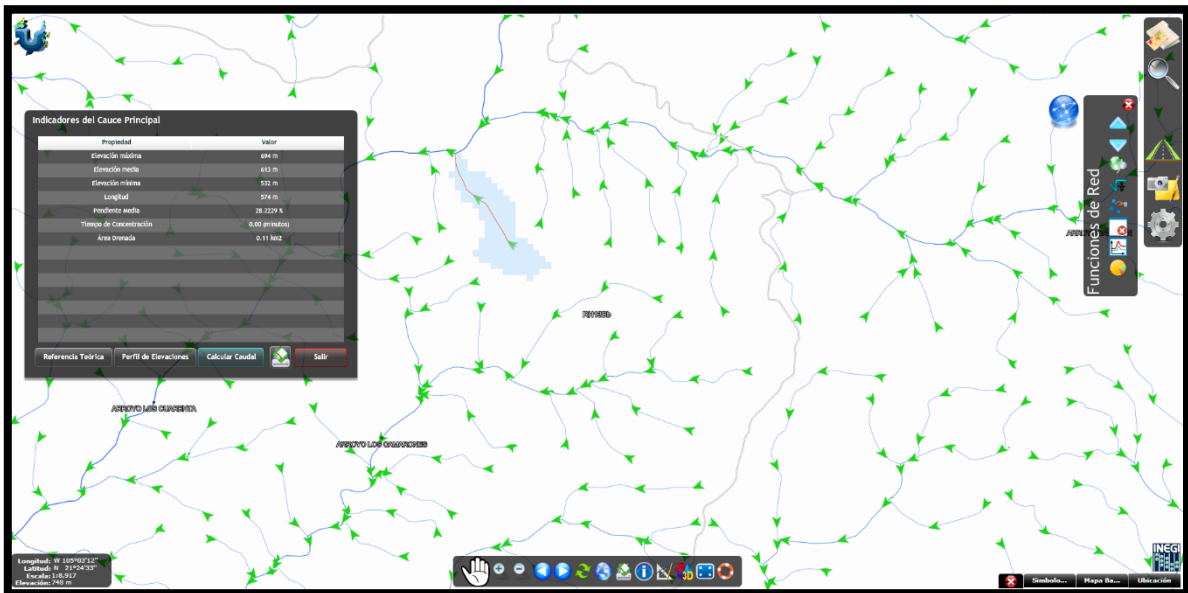 Indicadores del Cauce Principal
Propiedad Valor
Elevación máxima 694 m
Elevación media 613 m
Elevación mínima 532 m
Longitud 574 m
Pendiente Media 28.2229 %
Tiempo de Concentración 0.00 (minutos)
Área Drenada 0.11 km2
Referencia Teórica Perfil de Elevaciones Calcular Caudal Salir
Funciones de Red
RH13Bb
ARROYO LOS CUARENTA
ARROYO LOS CAMARONES
Longitud: W 105°03'12"
Latitud: N 21°24'33"
Escala: 1:8,917
Elevación: 748 m
3D
INEGI
Símbolo... Mapa Ba... Ubicación